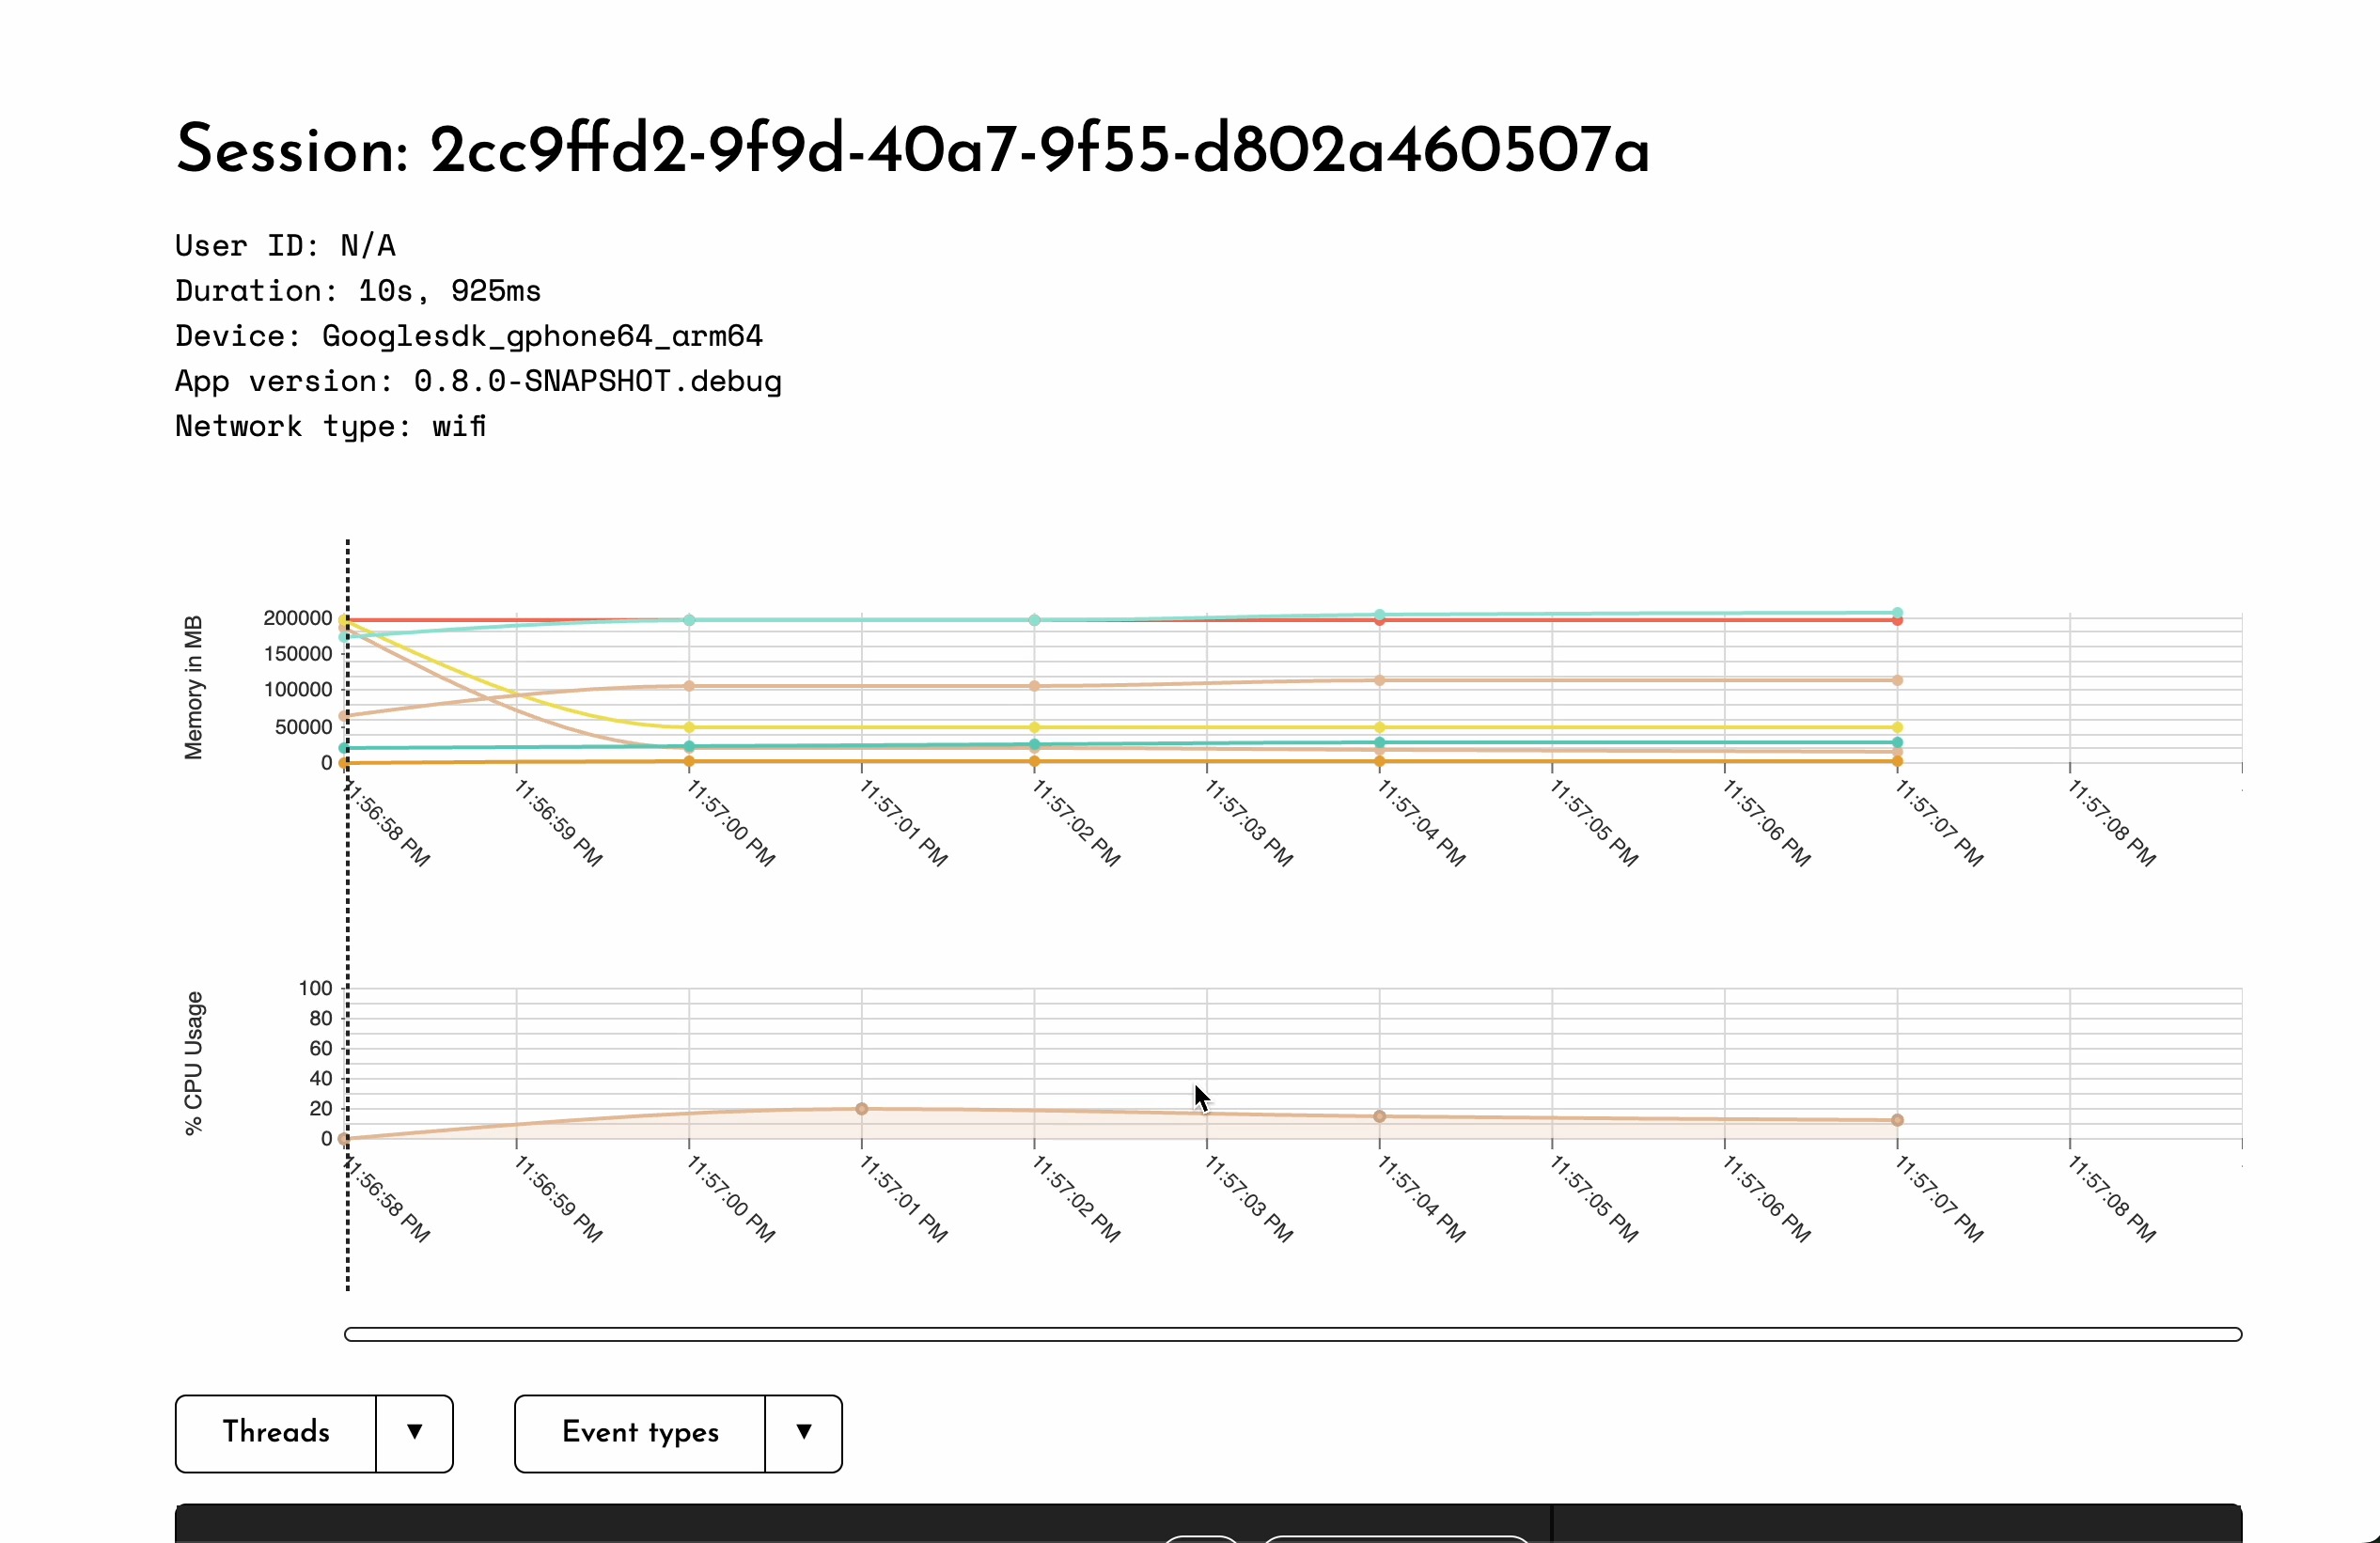 Session: 2cc9ffd2-9f9d-40a7-9f55-d802a460507a
User ID: N/A
Duration: 10s, 925ms
Device: Googlesdk_gphone64_arm64
App version: 0.8.0-SNAPSHOT.debug
Network type: wifi
Memory in MB
200000
150000
100000
50000
0
11:56:58 PM
11:56:59 PM
11:57:00 PM
11:57:01 PM
11:57:02 PM
11:57:03 PM
11:57:04 PM
11:57:05 PM
11:57:06 PM
11:57:07 PM
11:57:08 PM
% CPU Usage
100
80
60
40
20
0
11:56:58 PM
11:56:59 PM
11:57:00 PM
11:57:01 PM
11:57:02 PM
11:57:03 PM
11:57:04 PM
11:57:05 PM
11:57:06 PM
11:57:07 PM
11:57:08 PM
Threads ▼
Event types ▼